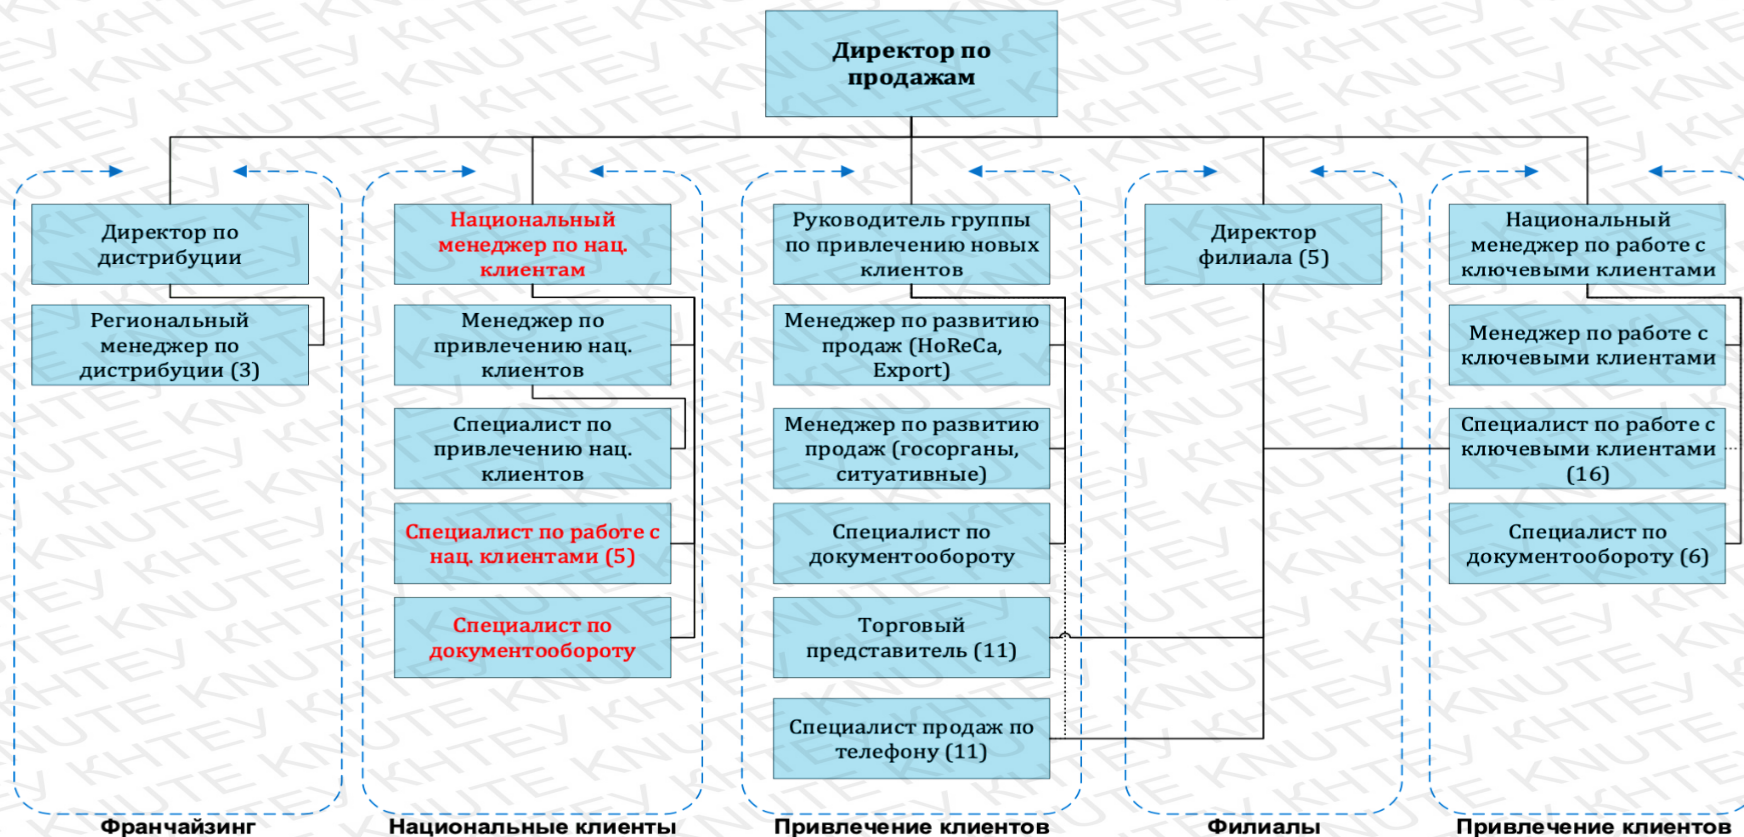 Директор по
продажам
Директор по
дистрибуции
Региональный
менеджер по
дистрибуции (3)
Франчайзинг
Национальный
менеджер по нац.
клиентам
Менеджер по
привлечению нац.
клиентов
Специалист по
привлечению нац.
клиентов
Специалист по работе с
нац. клиентами (5)
Специалист по
документообороту
Национальные клиенты
Руководитель группы
по привлечению новых
клиентов
Менеджер по развитию
продаж (HoReCa,
Export)
Менеджер по развитию
продаж (госорганы,
ситуативные)
Специалист по
документообороту
Торговый
представитель (11)
Специалист продаж по
телефону (11)
Привлечение клиентов
Директор
филиала (5)
Филиалы
Национальный
менеджер по работе с
ключевыми клиентами
Менеджер по работе с
ключевыми клиентами
Специалист по работе с
ключевыми клиентами
(16)
Специалист по
документообороту (6)
Привлечение клиентов
KHTEV KNUTE